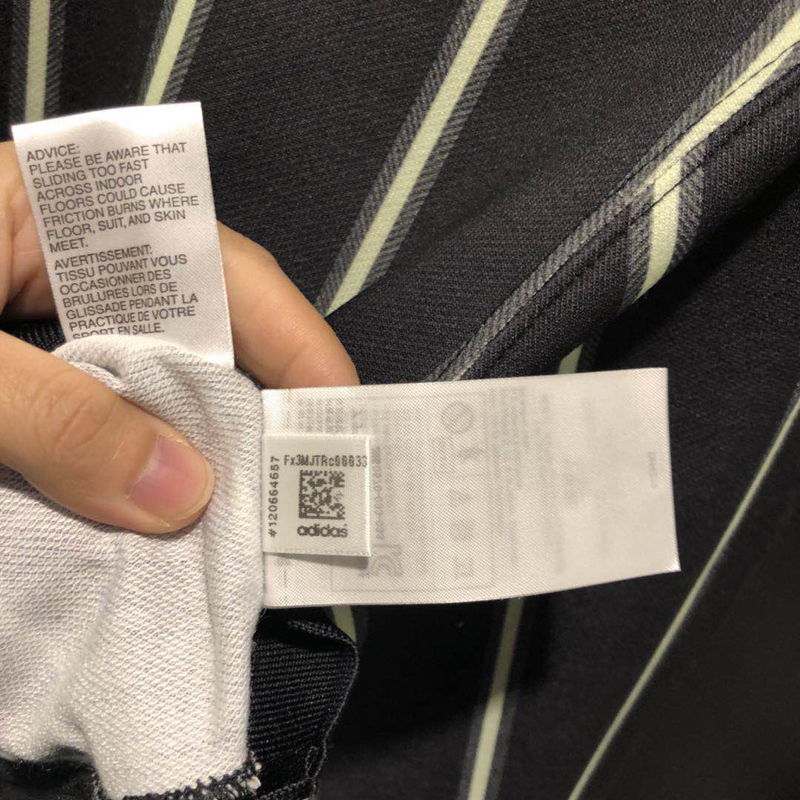 ADVICE:
PLEASE BE AWARE THAT
SLIDING TOO FAST
ACROSS INDOOR
FLOORS COULD CAUSE
FRICTION BURNS WHERE
FLOOR, SUIT, AND SKIN
MEET.
AVERTISSEMENT:
TISSU POUVANT VOUS
OCCASIONNER DES
BRULURES LORS DE
GLISSADE PENDANT LA
PRACTIQUE DE VOTRE
SPORT EN SALLE.
Fx3MJTRc00033
#120664687
adidas